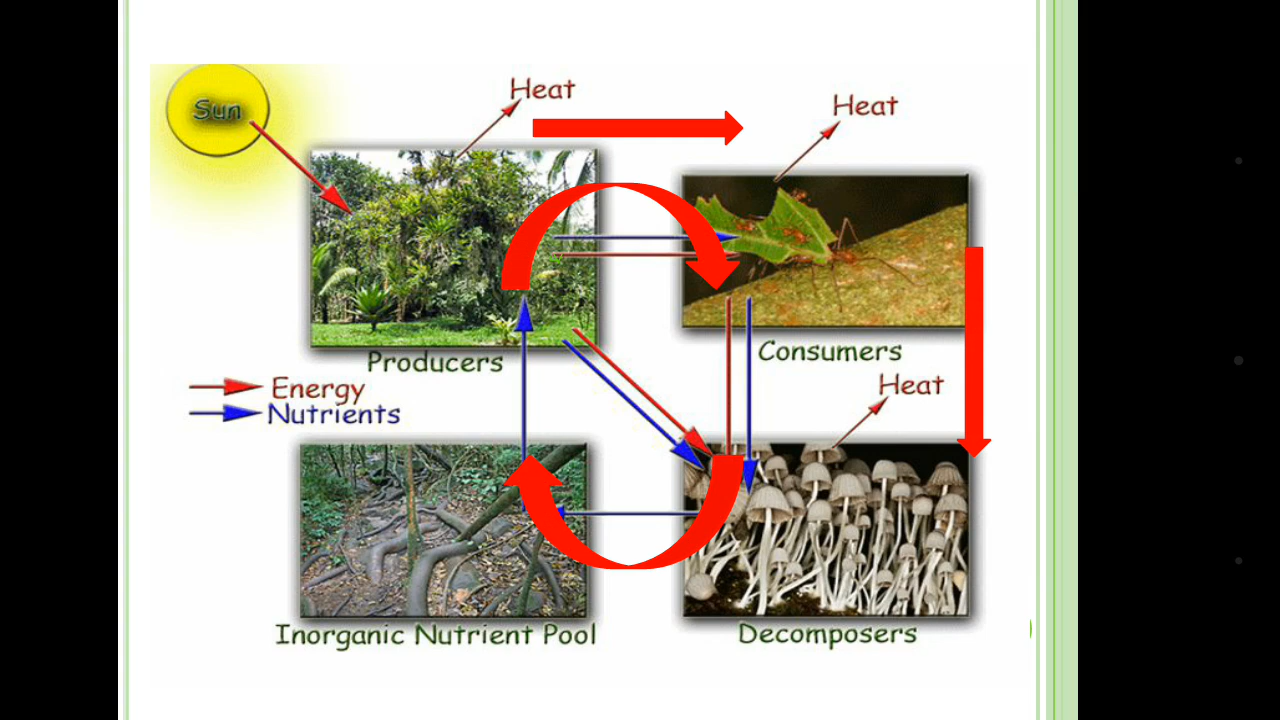 Sun
Heat
Heat
Producers
Consumers
Energy
Nutrients
Heat
Inorganic Nutrient Pool
Decomposers